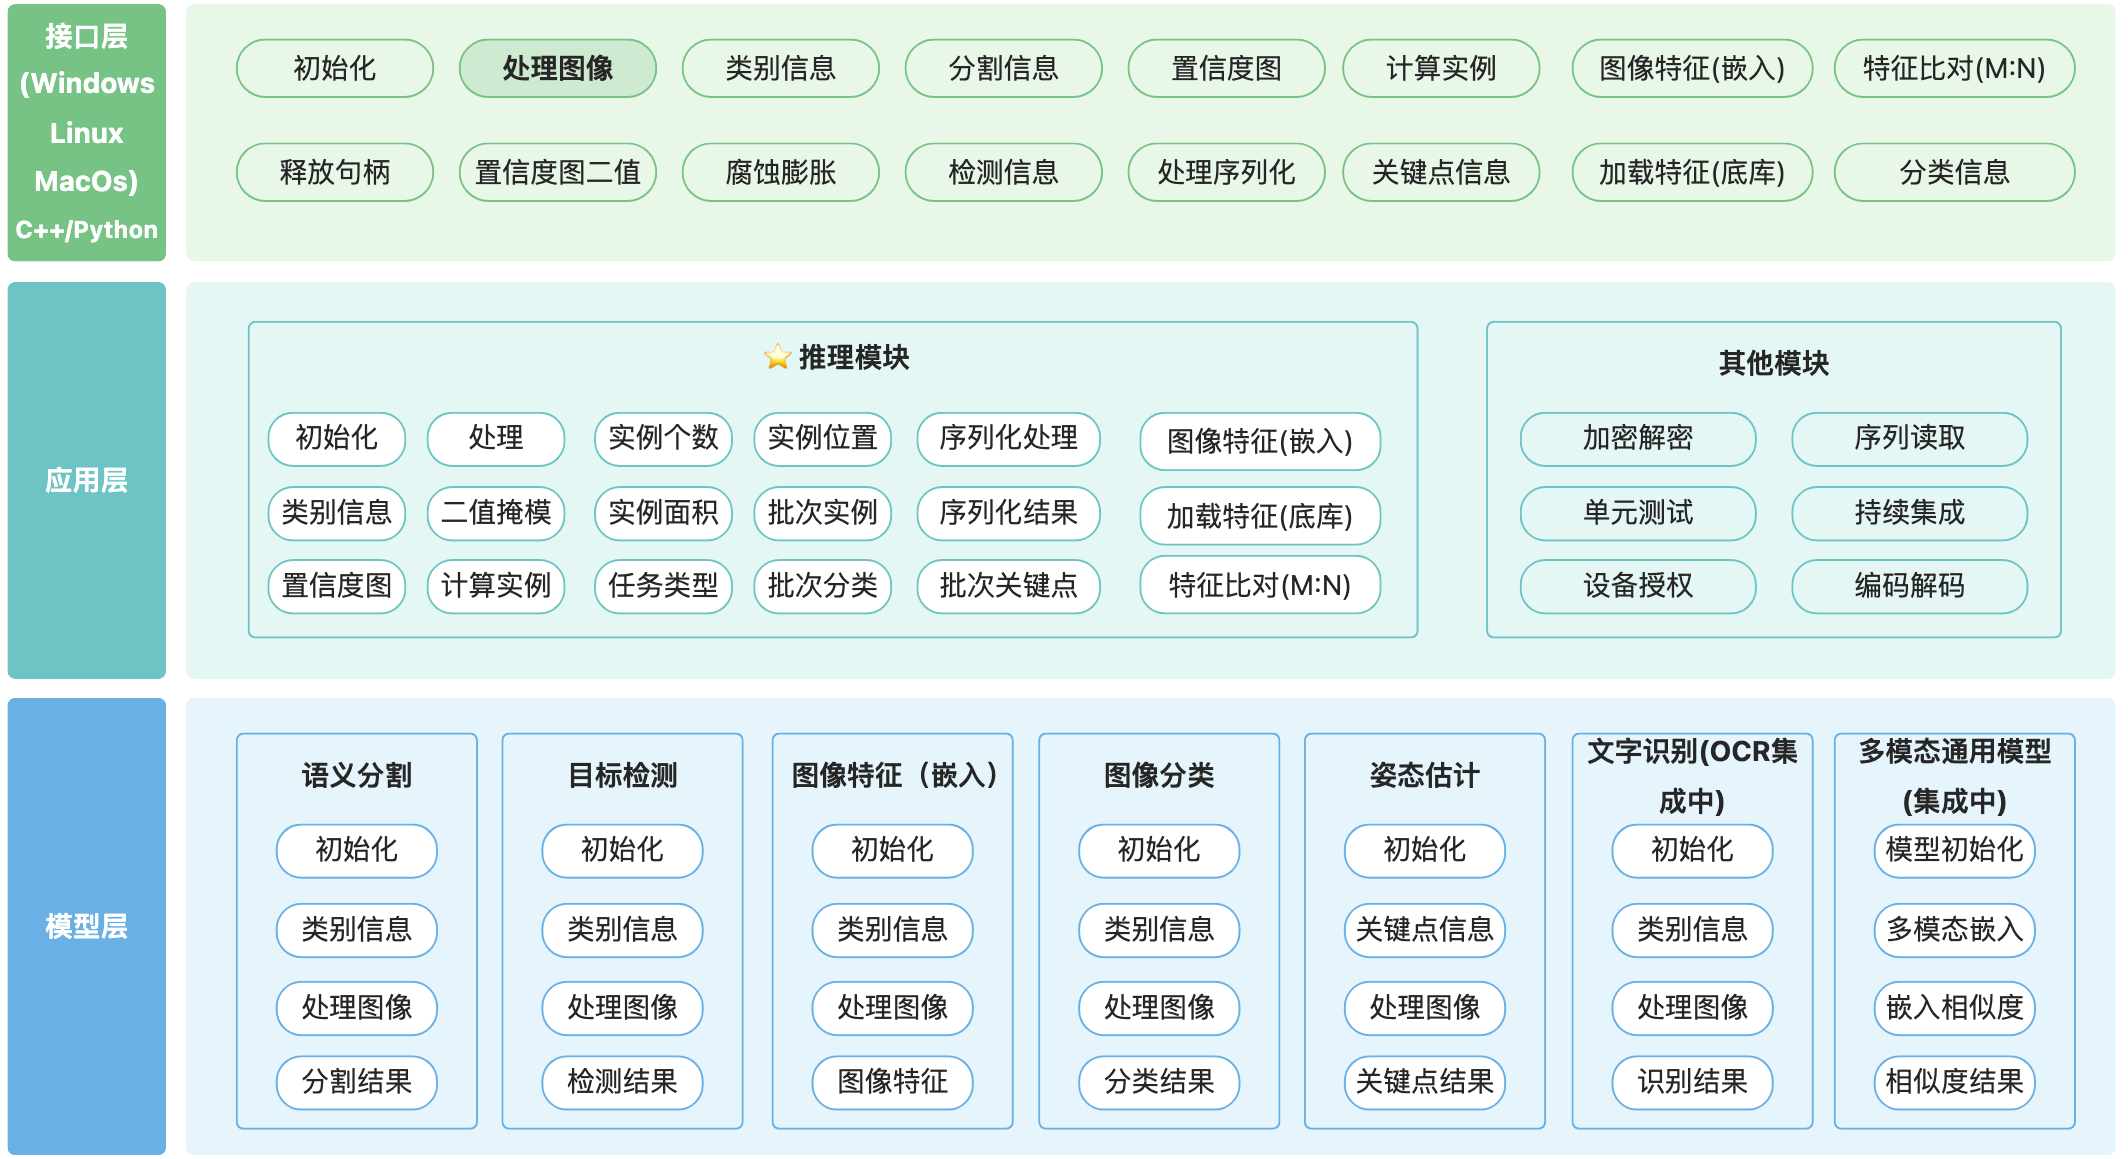 接口层
(Windows
Linux
MacOs)
C++/Python
初始化
处理图像
类别信息
分割信息
置信度图
计算实例
图像特征(嵌入)
特征比对(M:N)
释放句柄
置信度图二值
腐蚀膨胀
检测信息
处理序列化
关键点信息
加载特征(底库)
分类信息
应用层
⭐ 推理模块
初始化
处理
实例个数
实例位置
序列化处理
图像特征(嵌入)
类别信息
二值掩模
实例面积
批次实例
序列化结果
加载特征(底库)
置信度图
计算实例
任务类型
批次分类
批次关键点
特征比对(M:N)
其他模块
加密解密
序列读取
单元测试
持续集成
设备授权
编码解码
模型层
语义分割
初始化
类别信息
处理图像
分割结果
目标检测
初始化
类别信息
处理图像
检测结果
图像特征（嵌入）
初始化
类别信息
处理图像
图像特征
图像分类
初始化
类别信息
处理图像
分类结果
姿态估计
初始化
关键点信息
处理图像
关键点结果
文字识别(OCR集
成中)
初始化
类别信息
处理图像
识别结果
多模态通用模型
(集成中)
模型初始化
多模态嵌入
嵌入相似度
相似度结果